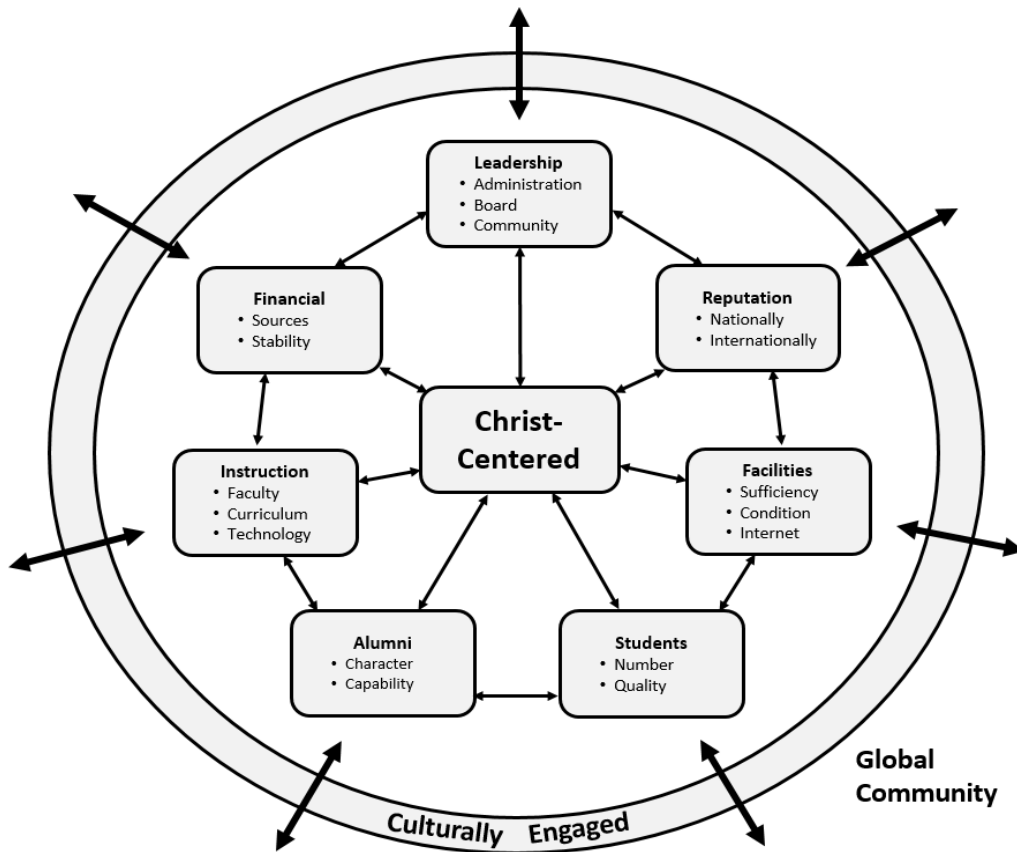 Leadership
• Administration
• Board
• Community
Financial
• Sources
• Stability
Reputation
• Nationally
• Internationally
Christ-
Centered
Instruction
• Faculty
• Curriculum
• Technology
Facilities
• Sufficiency
• Condition
• Internet
Alumni
• Character
• Capability
Students
• Number
• Quality
Global
Community
Culturally Engaged